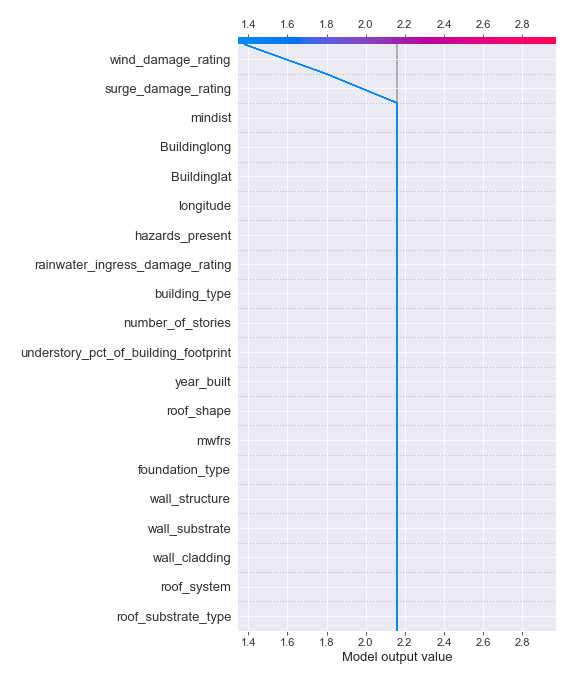 1.4 1.6 1.8 2.0 2.2 2.4 2.6 2.8
wind_damage_rating
surge_damage_rating
mindist
Buildinglong
Buildinglat
longitude
hazards_present
rainwater_ingress_damage_rating
building_type
number_of_stories
understory_pct_of_building_footprint
year_built
roof_shape
mwfrs
foundation_type
wall_structure
wall_substrate
wall_cladding
roof_system
roof_substrate_type
1.4 1.6 1.8 2.0 2.2 2.4 2.6 2.8
Model output value